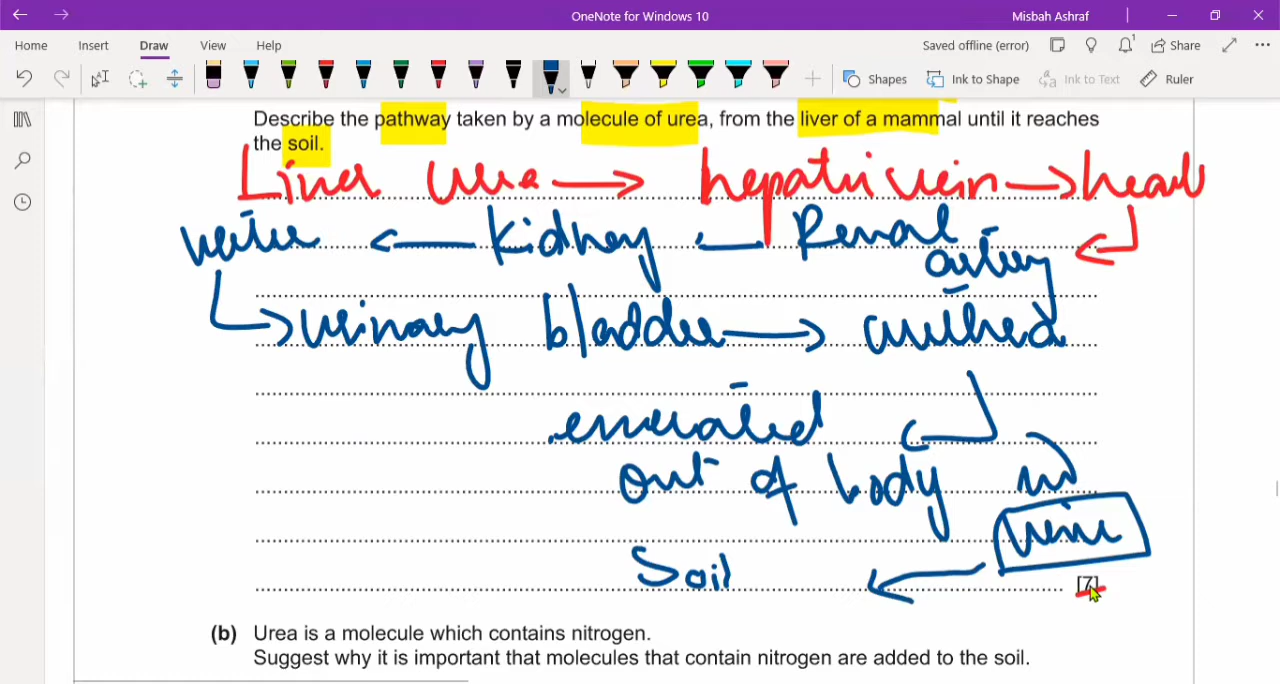 OneNote for Windows 10
Misbah Ashraf
Home Insert Draw View Help
Saved offline (error) Share
Shapes Ink to Shape Ink to Text Ruler
Describe the pathway taken by a molecule of urea, from the liver of a mammal until it reaches
the soil.
Liver urea → hepatic vein → heart
Renal artery
← Kidney ←
→ urinary bladder → urethra
out of body in
urine
Soil ←
[7]
(b) Urea is a molecule which contains nitrogen.
Suggest why it is important that molecules that contain nitrogen are added to the soil.